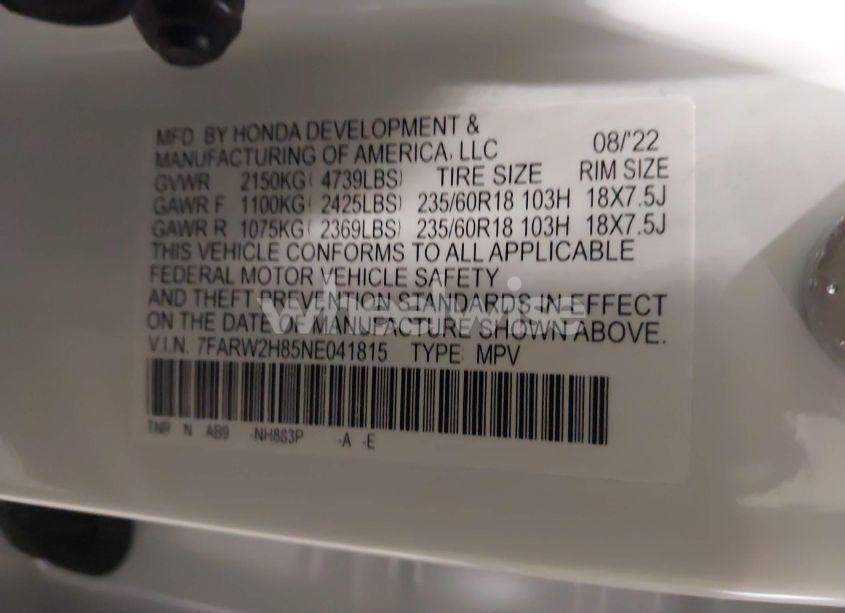 MFD. BY HONDA DEVELOPMENT &
MANUFACTURING OF AMERICA, LLC 08/'22
GVWR 2150KG( 4739LBS) TIRE SIZE RIM SIZE
GAWR F 1100KG( 2425LBS) 235/60R18 103H 18X7.5J
GAWR R 1075KG( 2369LBS) 235/60R18 103H 18X7.5J
THIS VEHICLE CONFORMS TO ALL APPLICABLE
FEDERAL MOTOR VEHICLE SAFETY
AND THEFT PREVENTION STANDARDS IN EFFECT
ON THE DATE OF MANUFACTURE SHOWN ABOVE.
V.I.N. 7FARW2H85NE041815 TYPE: MPV
TNR N AB9 -NH883P -A -E